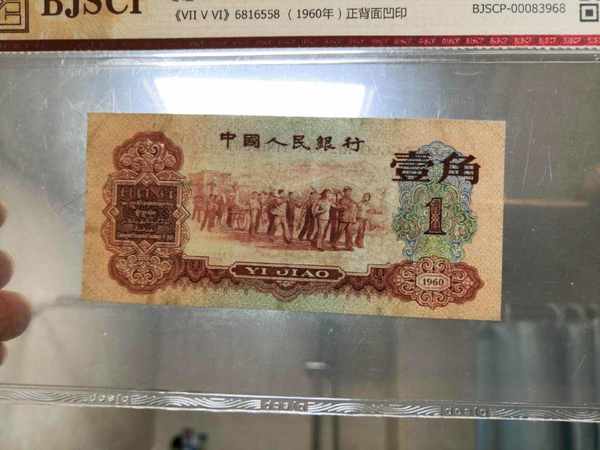 BJSCP
《VII V VI》6816558 （1960年）正背面凹印
BJSCP-00083968
中國人民銀行
壹角
1
YI JIAO
1960